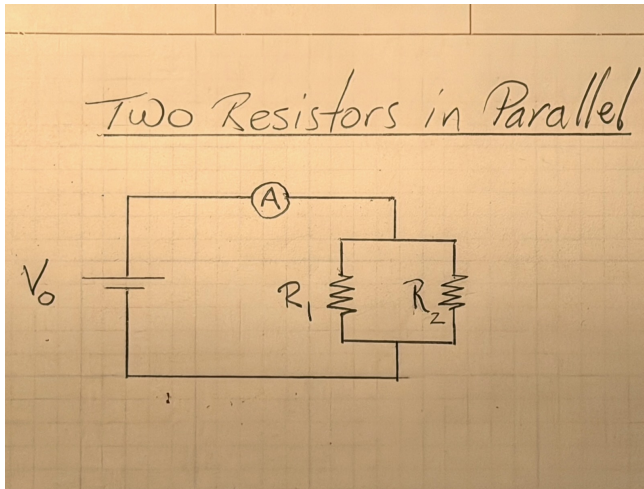 Two Resistors in Parallel
A
V₀
R₁
R₂